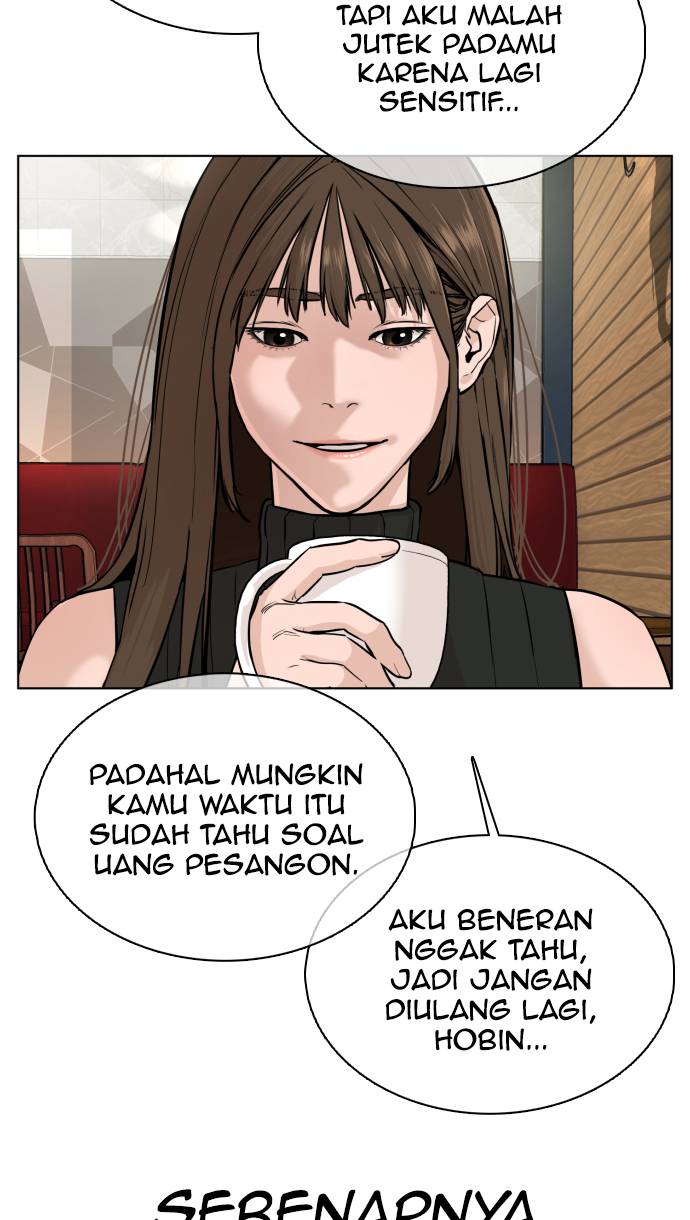 TAPI AKU MALAH
JUTEK PADAMU
KARENA LAGI
SENSITIF...
PADAHAL MUNGKIN
KAMU WAKTU ITU
SUDAH TAHU SOAL
UANG PESANGON.
AKU BENERAN
NGGAK TAHU,
JADI JANGAN
DIULANG LAGI,
HOBIN...
SEBENARNYA